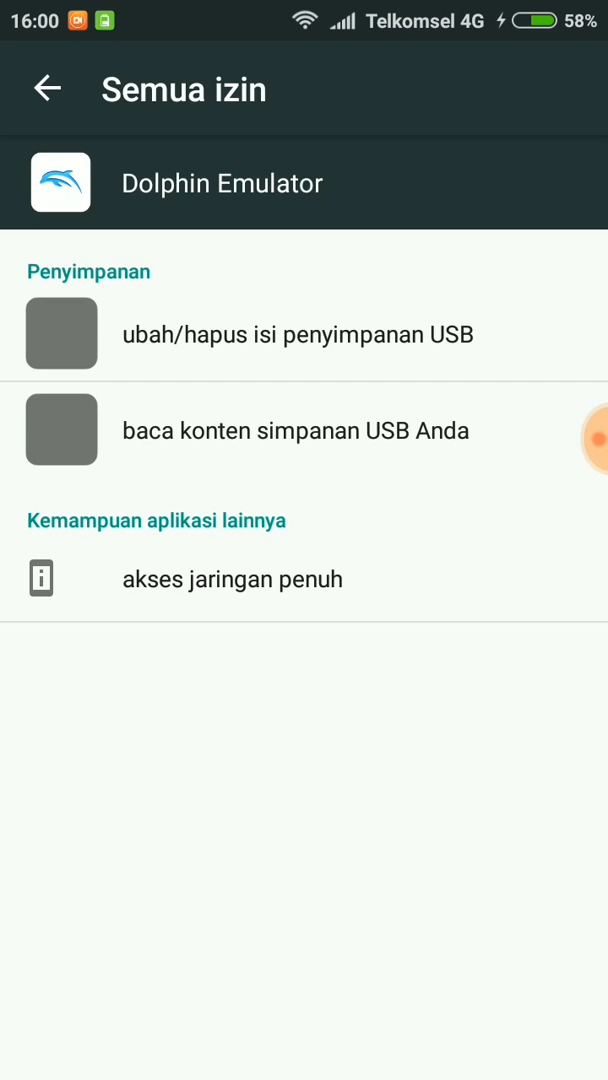 16:00 Telkomsel 4G 58%
Semua izin
Dolphin Emulator
Penyimpanan
ubah/hapus isi penyimpanan USB
baca konten simpanan USB Anda
Kemampuan aplikasi lainnya
akses jaringan penuh